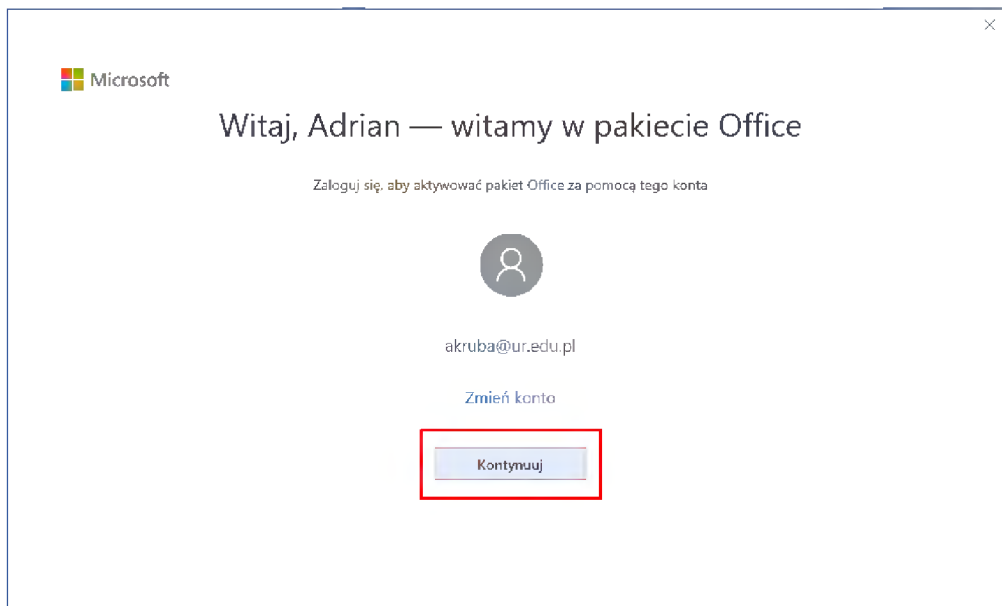 Microsoft
Witaj, Adrian — witamy w pakiecie Office
Zaloguj się, aby aktywować pakiet Office za pomocą tego konta
akruba@ur.edu.pl
Zmień konto
Kontynuuj